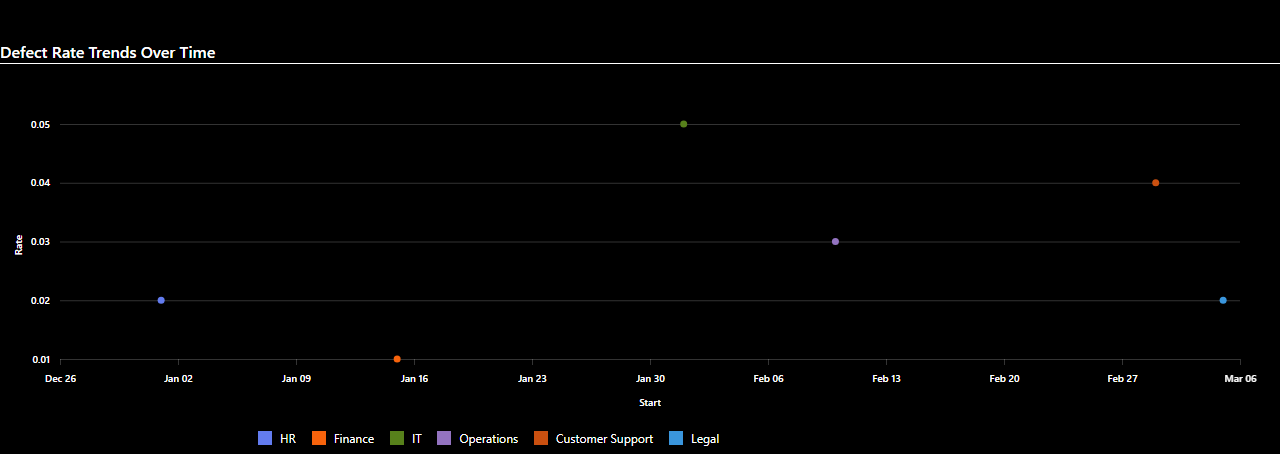 Defect Rate Trends Over Time
0.05
0.04
0.03
0.02
0.01
Rate
Dec 26 Jan 02 Jan 09 Jan 16 Jan 23 Jan 30 Feb 06 Feb 13 Feb 20 Feb 27 Mar 06
Start
HR Finance IT Operations Customer Support Legal